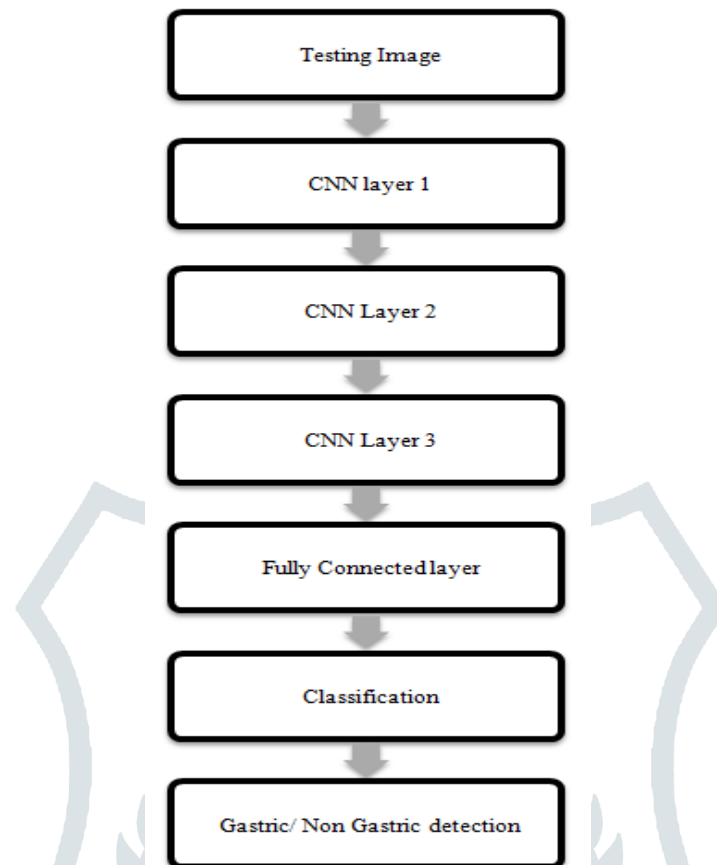 Testing Image
CNN layer 1
CNN Layer 2
CNN Layer 3
Fully Connected layer
Classification
Gastric/ Non Gastric detection